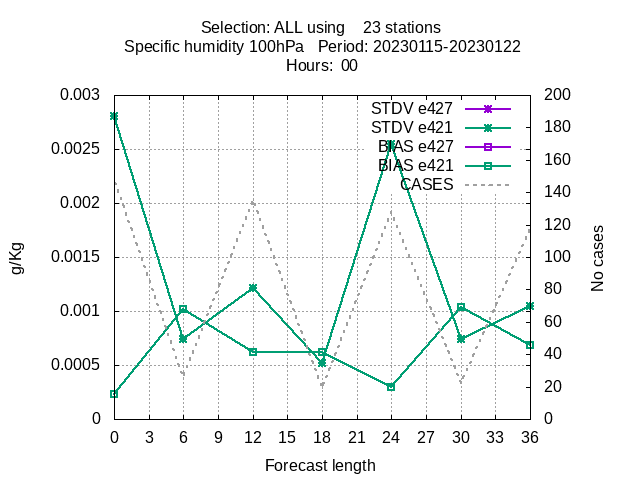 Selection: ALL using    23 stations
Specific humidity 100hPa   Period: 20230115-20230122
Hours:  00
STDV e427
STDV e421
BIAS e427
BIAS e421
CASES
0.003
0.0025
0.002
0.0015
0.001
0.0005
0
200
180
160
140
120
100
80
60
40
20
0
g/Kg
No cases
0 3 6 9 12 15 18 21 24 27 30 33 36
Forecast length